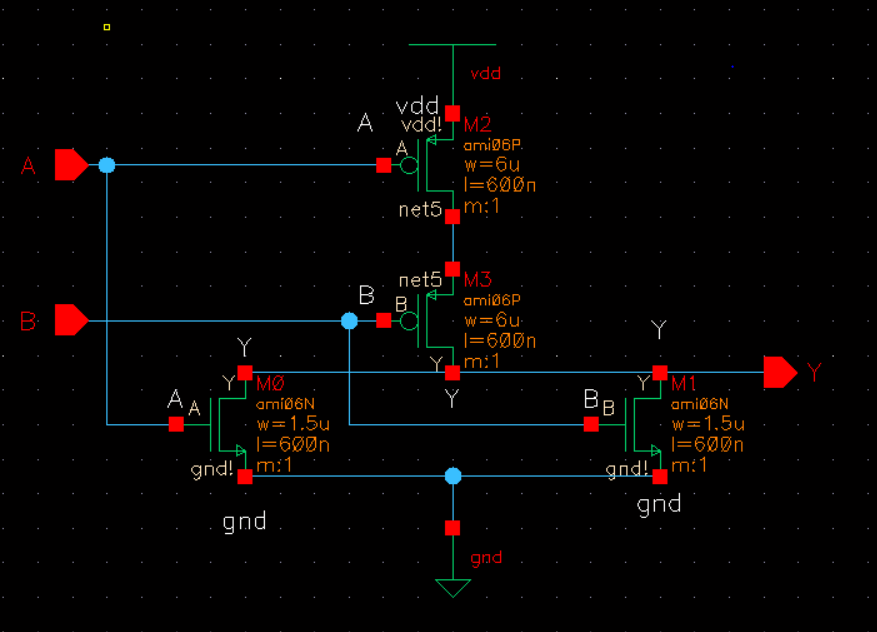 vdd
vdd
A
vdd!
M2
A
ami06P
A
w=6u
l=600n
net5
m:1
net5
M3
B
B
ami06P
B
w=6u
l=600n
Y
Y
Y
m:1
Y
M0
Y
M1
Y
A
A
ami06N
Y
B
B
ami06N
w=1.5u
w=1.5u
l=600n
l=600n
gnd!
m:1
gnd!
m:1
gnd
gnd
gnd